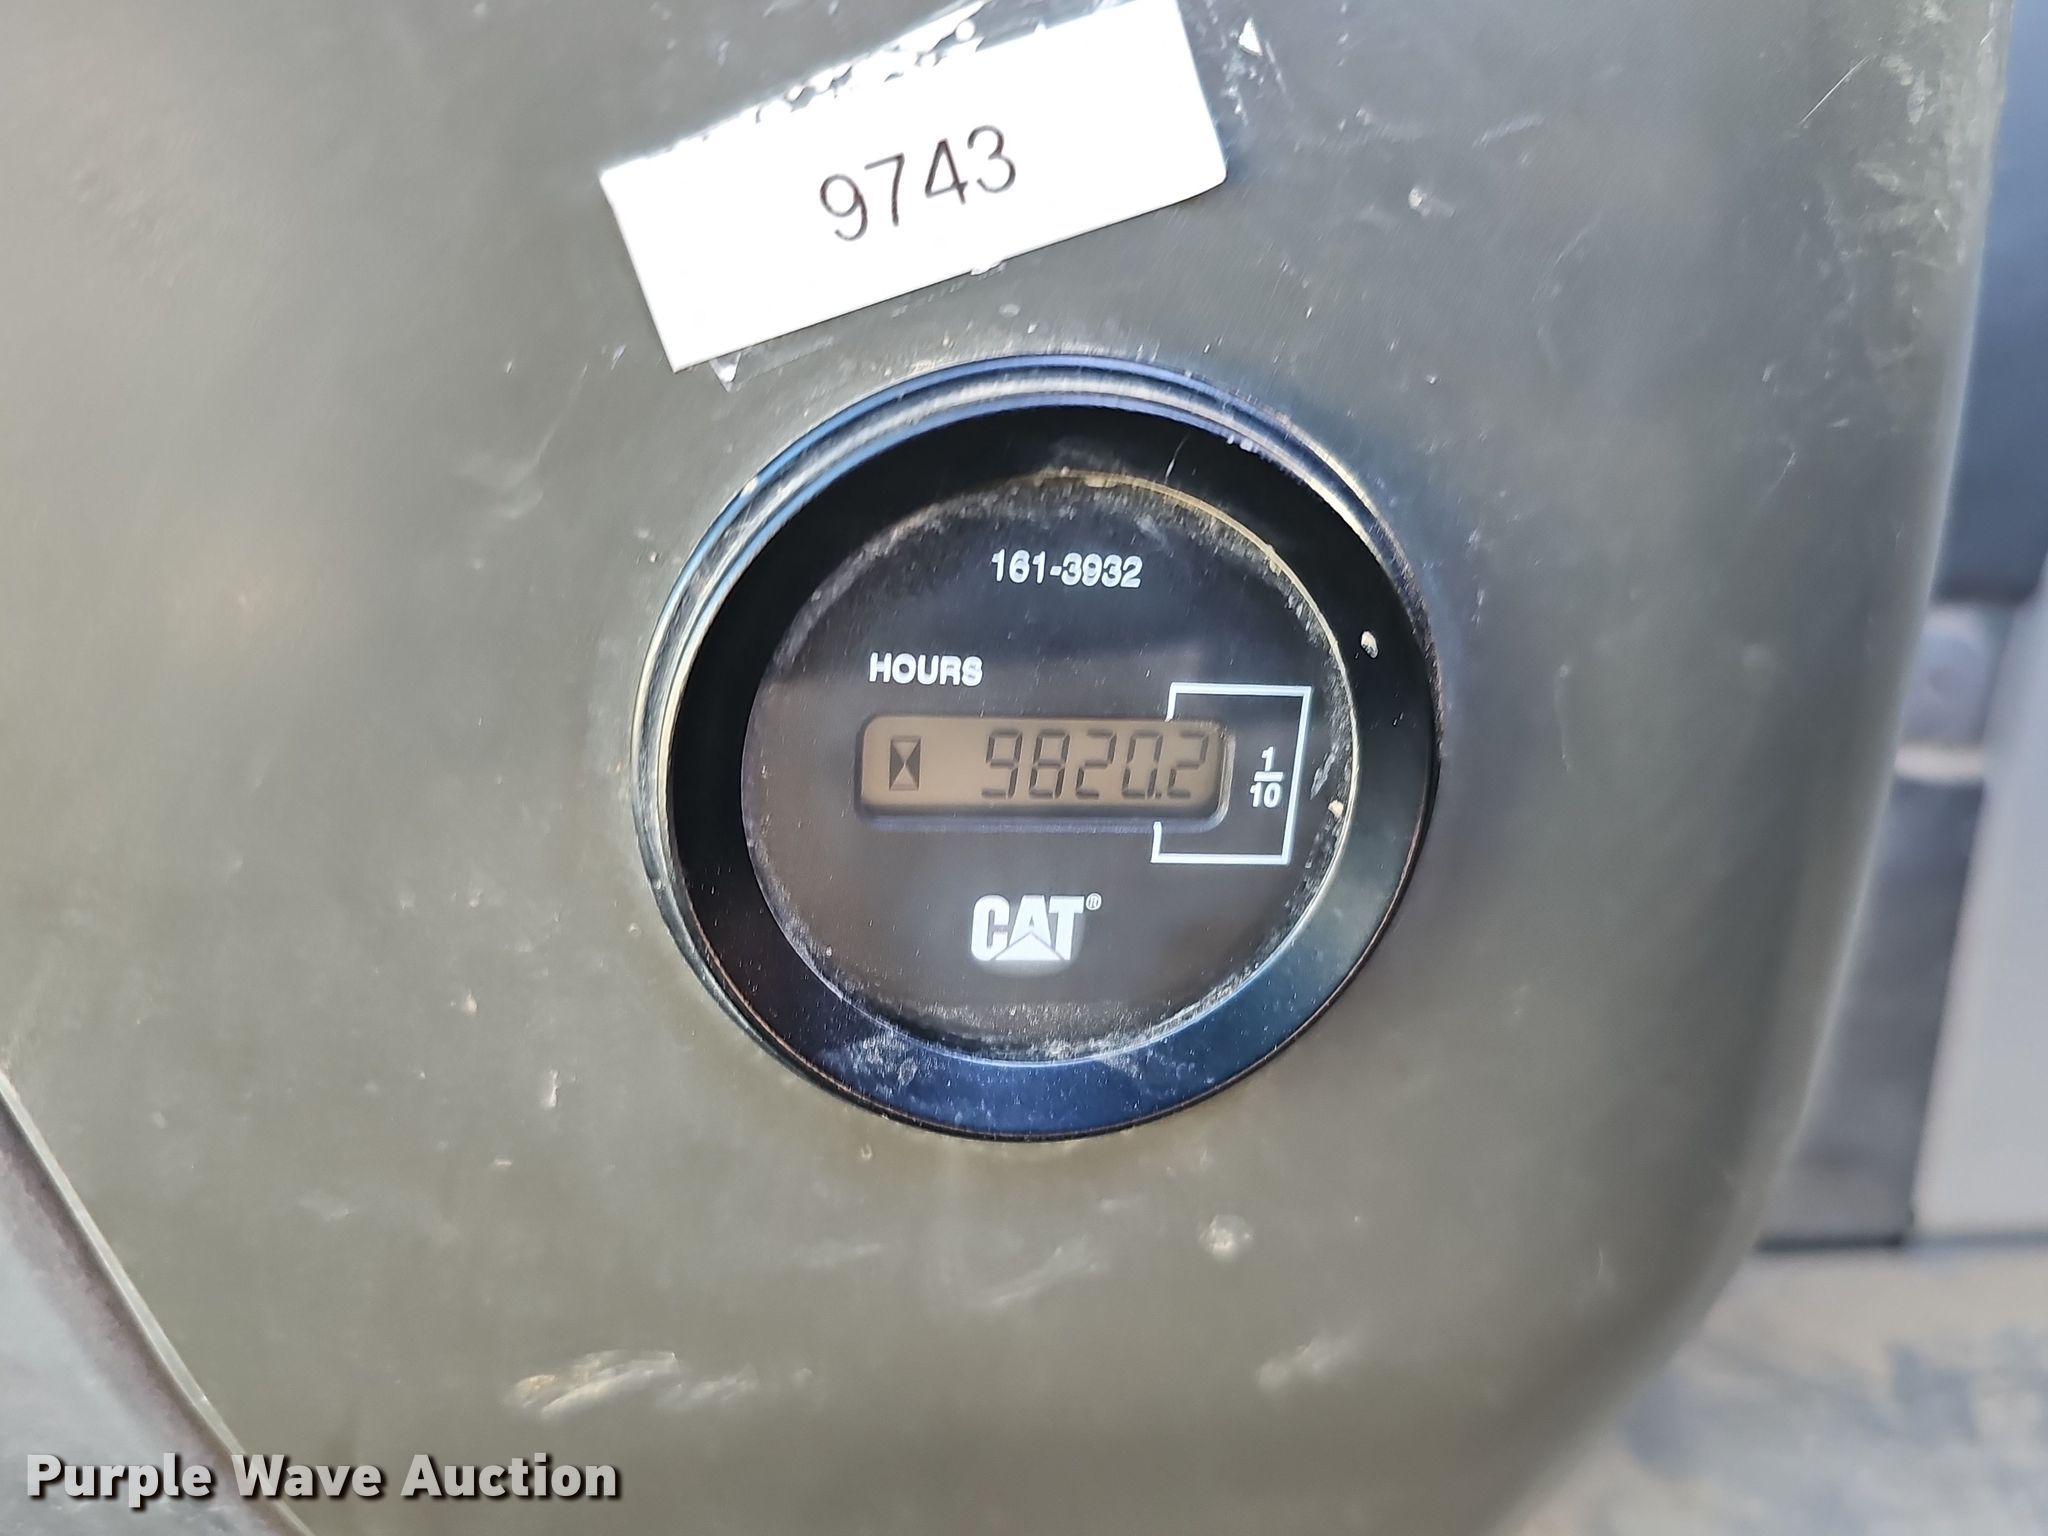 9743
161-3932
HOURS
9820.2
1
10
CAT®
Purple Wave Auction